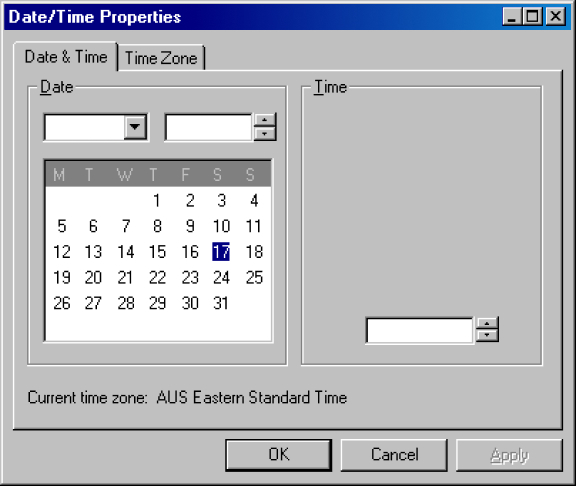 Date/Time Properties
Date & Time Time Zone
Date Time
M T W T F S S
1 2 3 4
5 6 7 8 9 10 11
12 13 14 15 16 17 18
19 20 21 22 23 24 25
26 27 28 29 30 31
Current time zone: AUS Eastern Standard Time
OK Cancel Apply